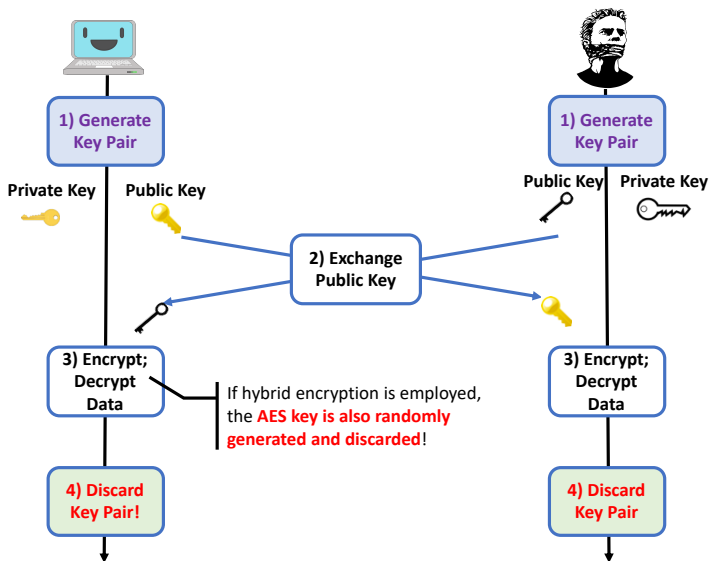 1) Generate
Key Pair
1) Generate
Key Pair
Private Key
Public Key
Public Key
Private Key
2) Exchange
Public Key
3) Encrypt;
Decrypt
Data
If hybrid encryption is employed,
the AES key is also randomly
generated and discarded!
3) Encrypt;
Decrypt
Data
4) Discard
Key Pair!
4) Discard
Key Pair